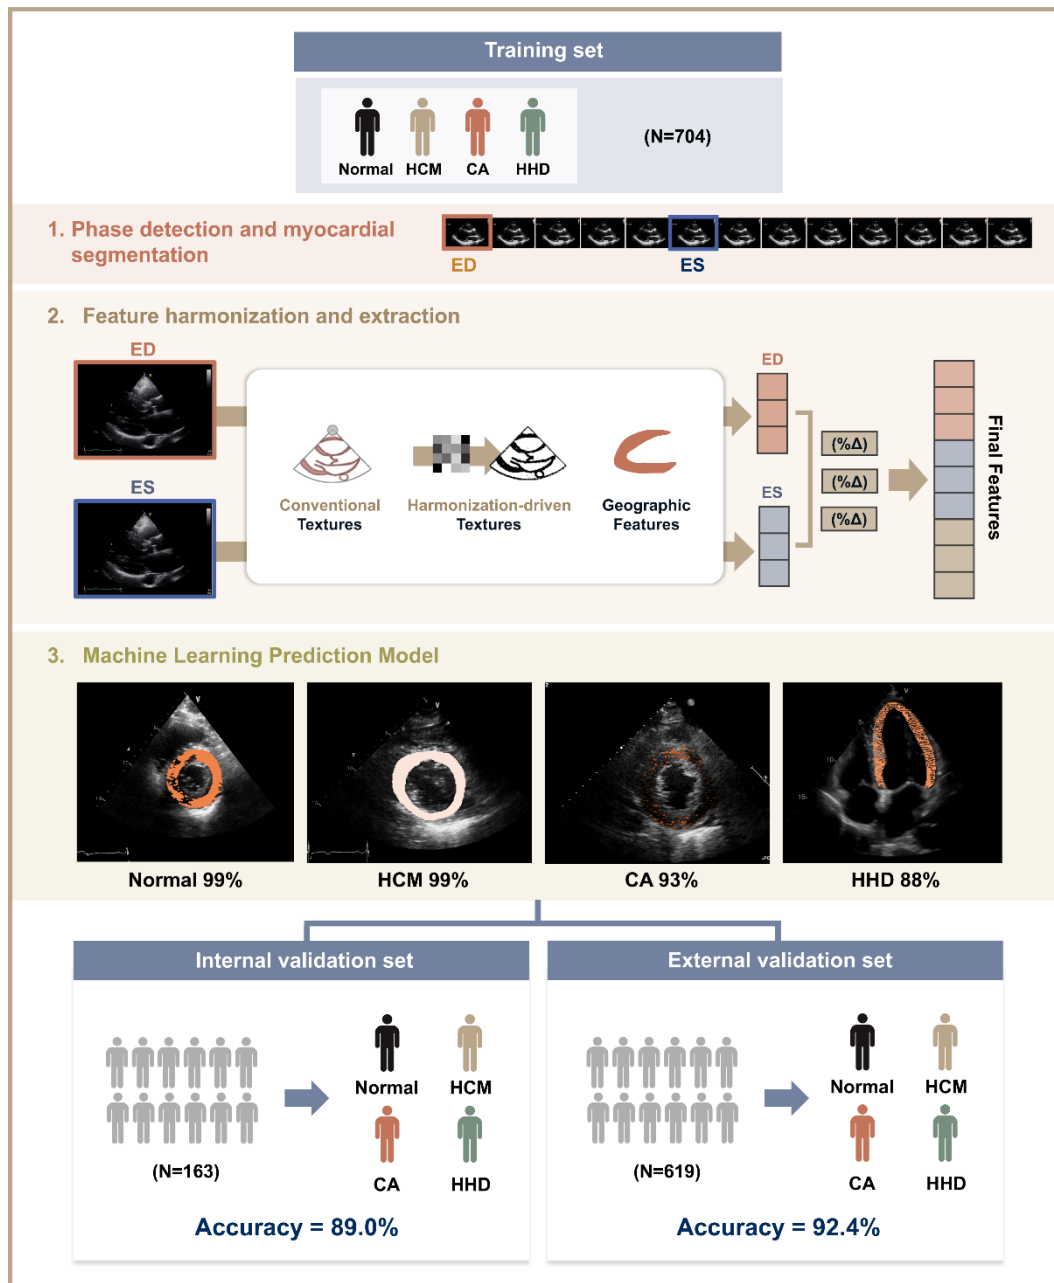 Training set
Normal HCM CA HHD
(N=704)
1. Phase detection and myocardial
segmentation
ED
ES
2. Feature harmonization and extraction
ED
ES
Conventional
Textures
Harmonization-driven
Textures
Geographic
Features
ED
ES
(%Δ)
(%Δ)
(%Δ)
Final Features
3. Machine Learning Prediction Model
V
V
V
Normal 99%
HCM 99%
CA 93%
HHD 88%
Internal validation set
Normal
HCM
CA
HHD
(N=163)
Accuracy = 89.0%
External validation set
Normal
HCM
CA
HHD
(N=619)
Accuracy = 92.4%